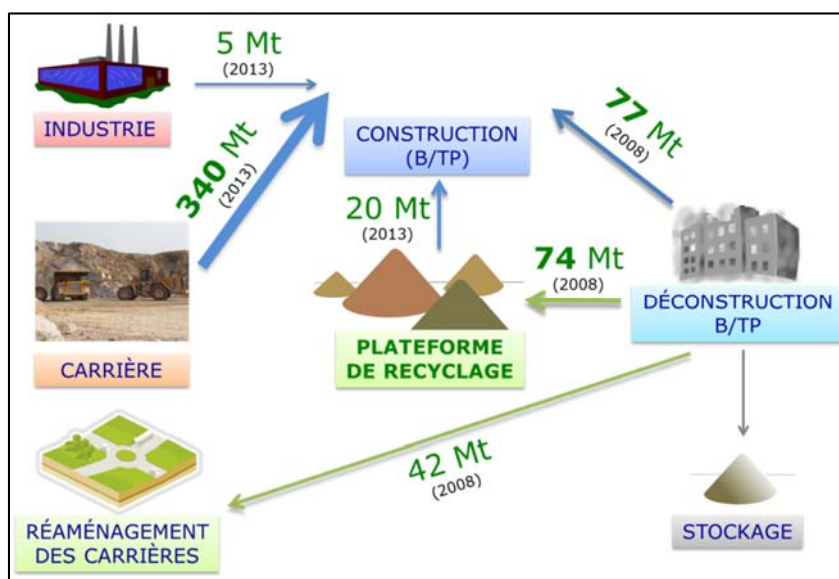 5 Mt
(2013)
INDUSTRIE
340 Mt
(2013)
CONSTRUCTION
(B/TP)
77 Mt
(2008)
20 Mt
(2013)
74 Mt
(2008)
DÉCONSTRUCTION
B/TP
CARRIÈRE
PLATEFORME
DE RECYCLAGE
42 Mt
(2008)
RÉAMÉNAGEMENT
DES CARRIÈRES
STOCKAGE